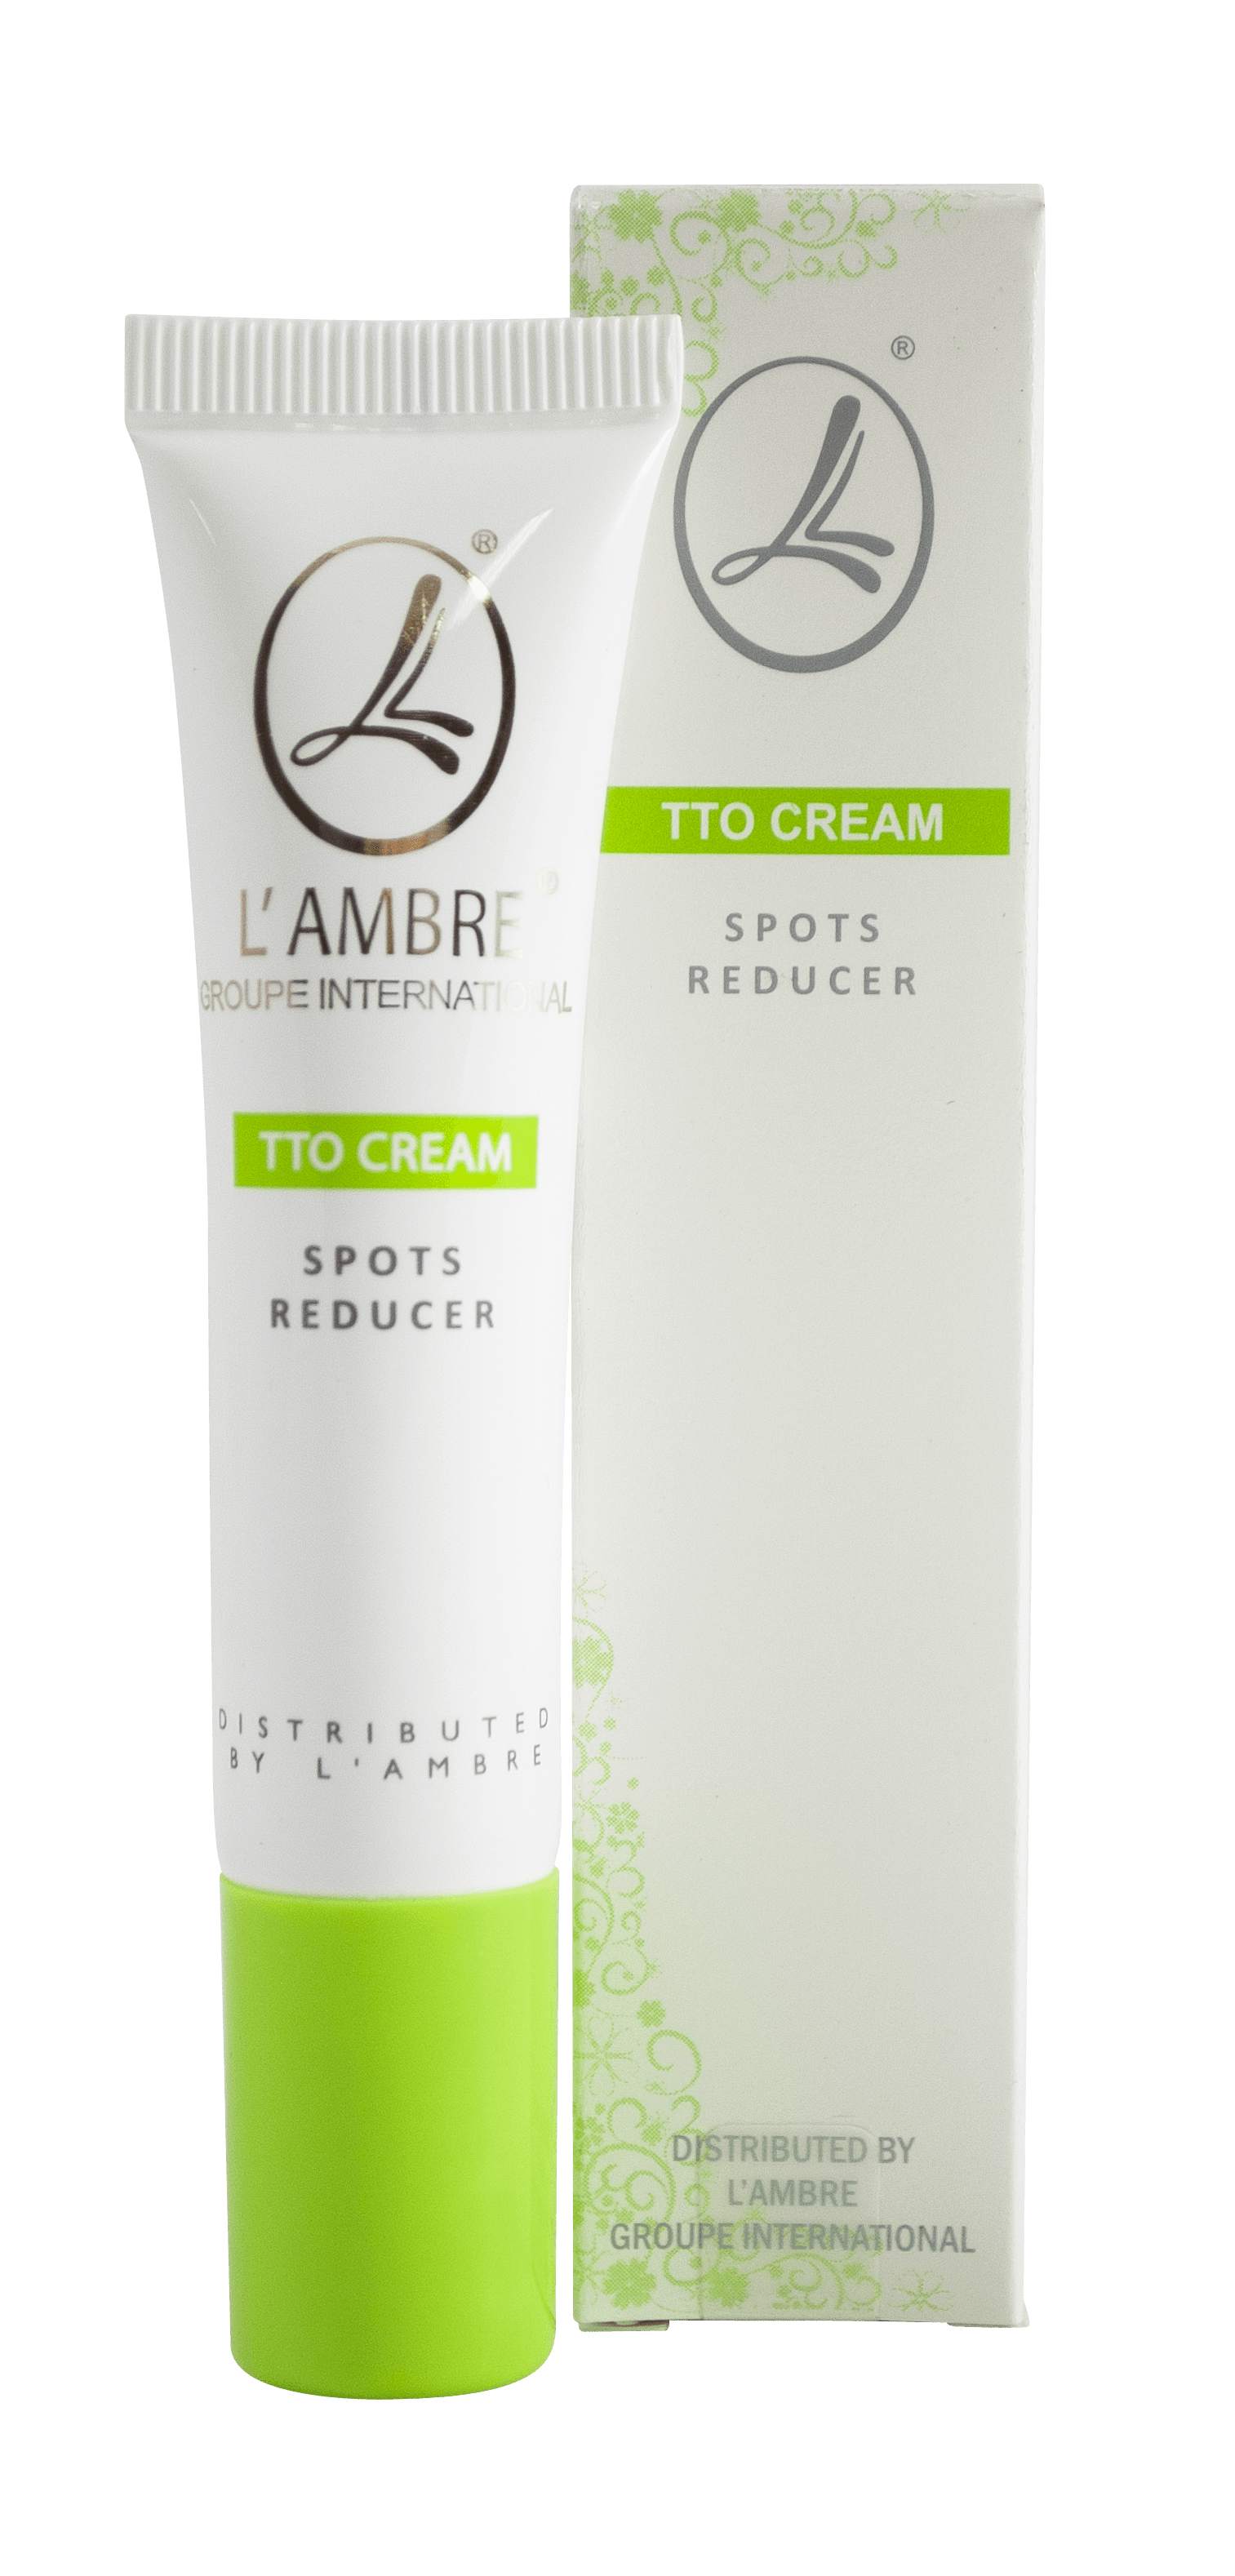 ®
L'AMBRE®
GROUPE INTERNATIONAL
TTO CREAM
SPOTS
REDUCER
DISTRIBUTED
BY L'AMBRE
®
TTO CREAM
SPOTS
REDUCER
DISTRIBUTED BY
L'AMBRE
GROUPE INTERNATIONAL